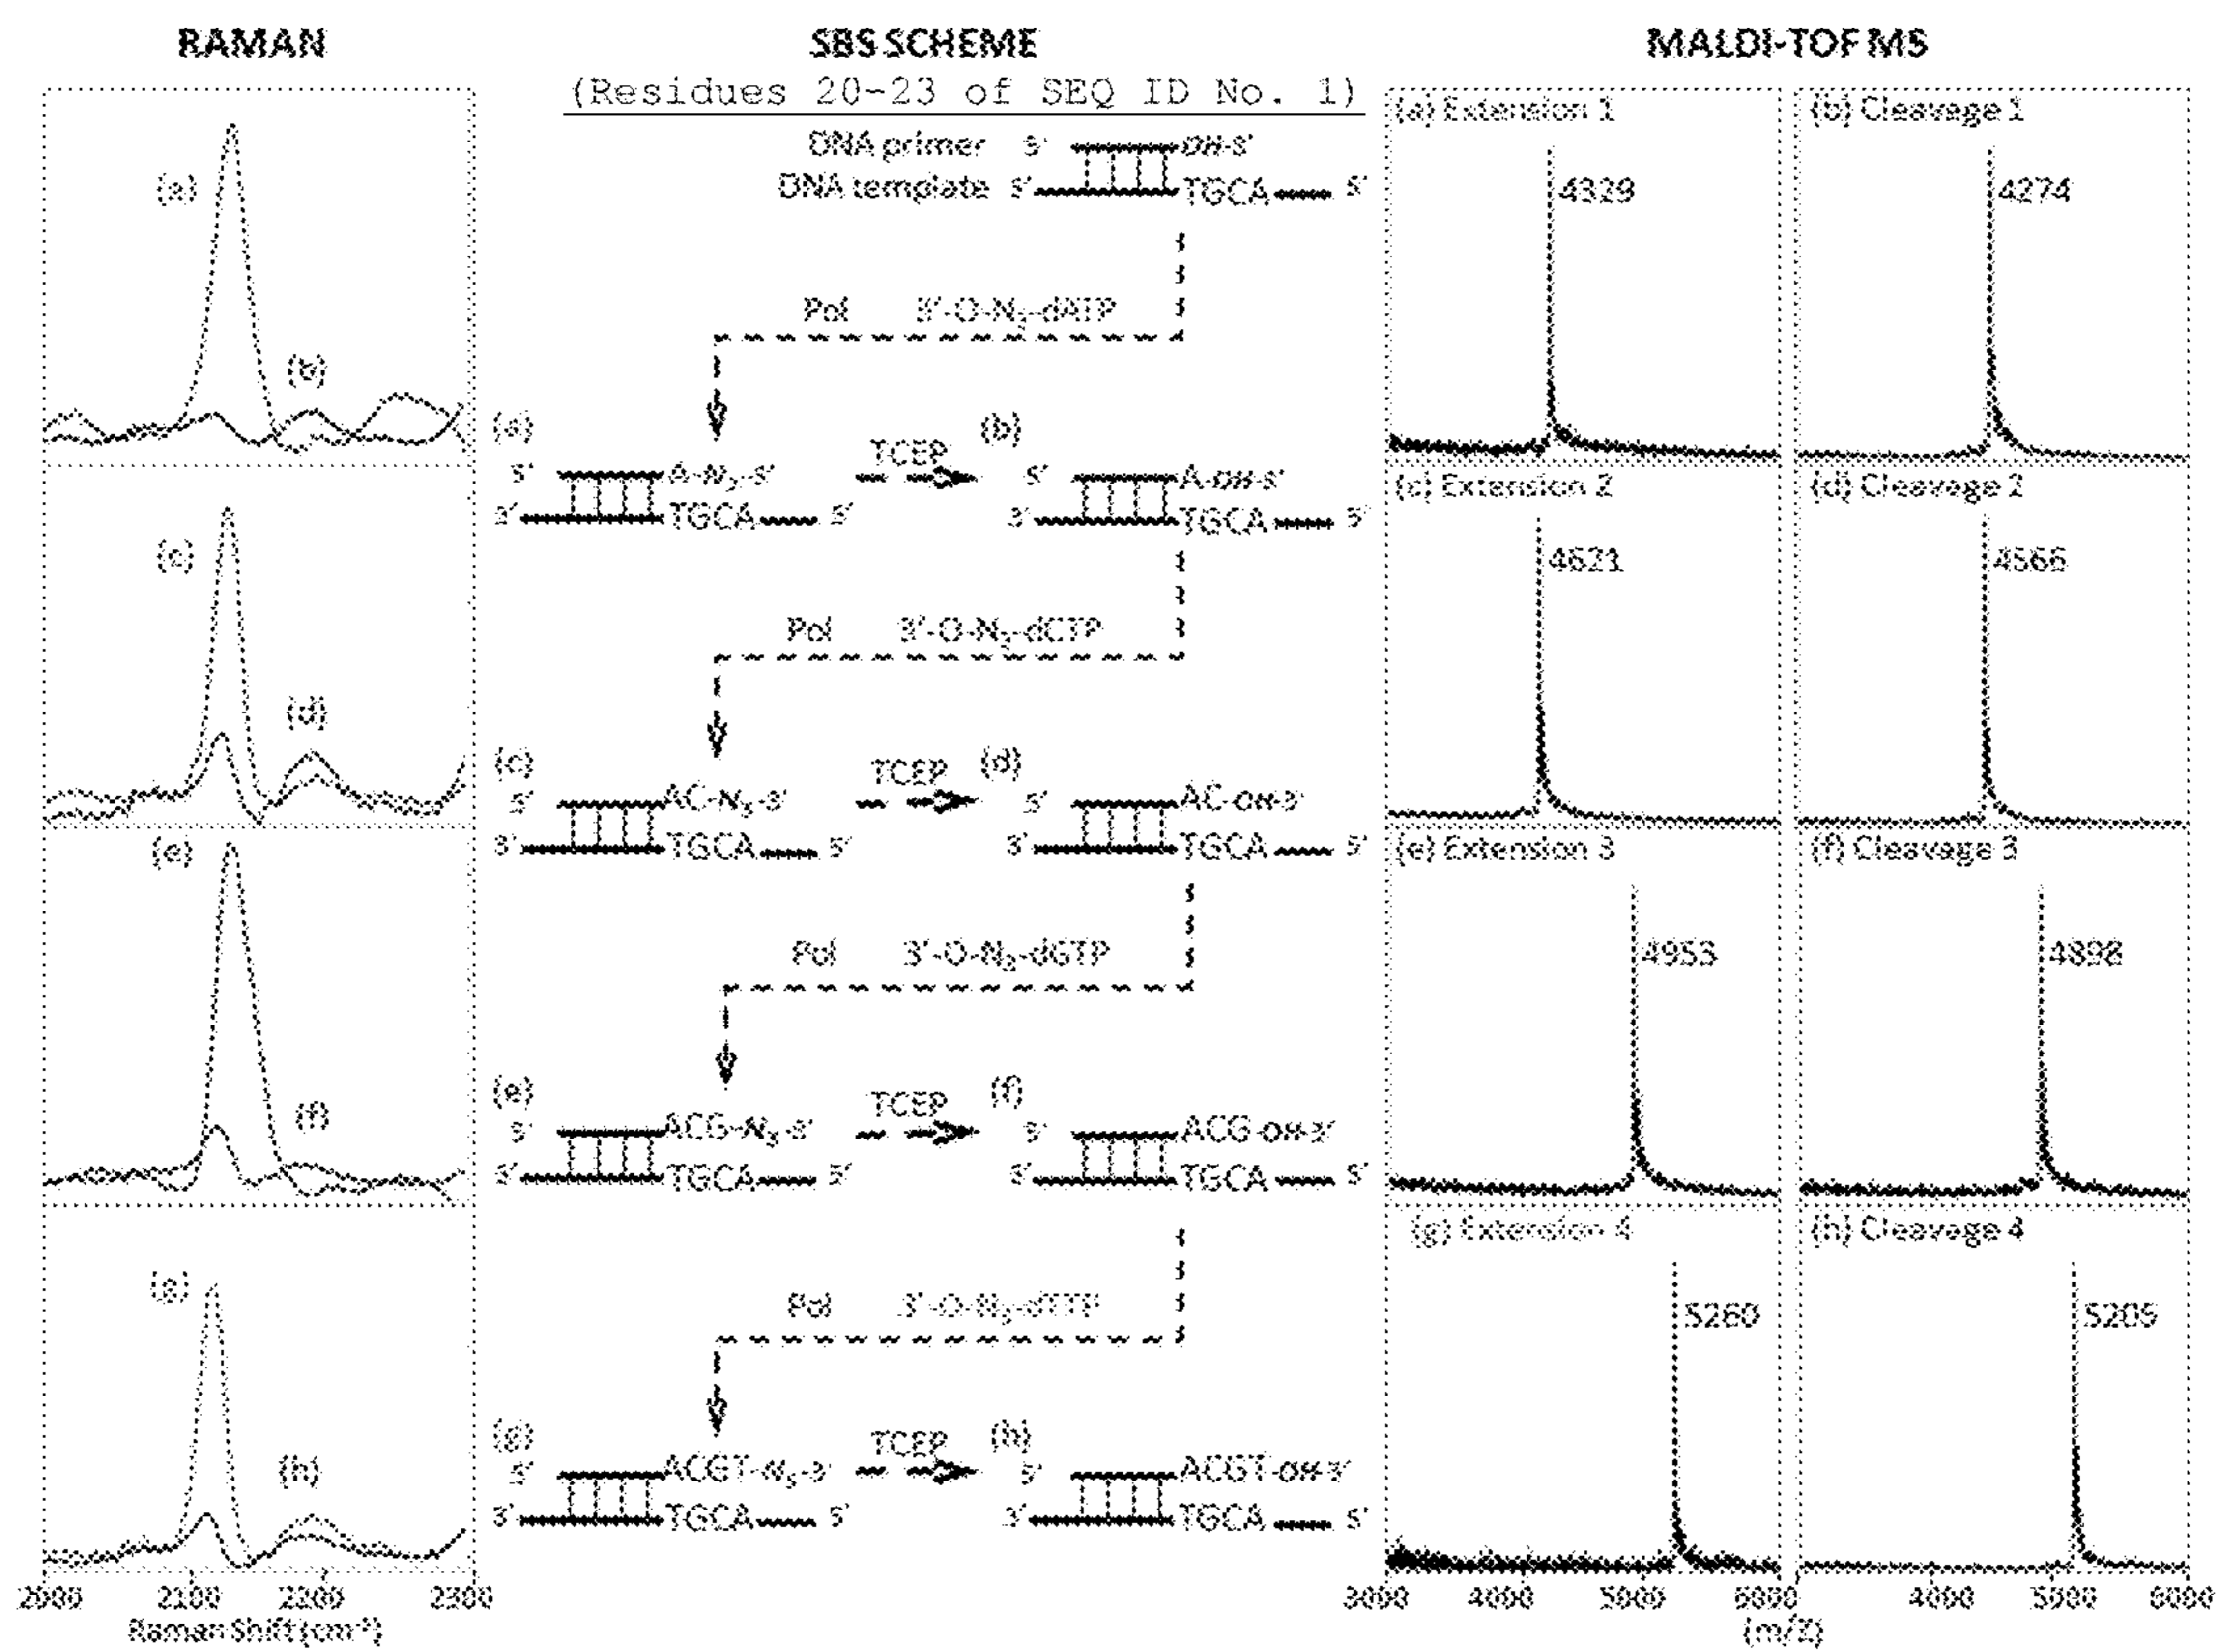 RAMAN
SBS SCHEME
MALDI-TOF MS
(Residues 20-23 of SEQ ID No. 1)
DNA primer 5' OH-3'
DNA template 3' TGCA 5'
Pol 3'-O-N3-dATP
(a) (b)
5' A-N3-3' TCEP 5' A-OH-3'
3' TGCA 5' 3' TGCA 5'
Pol 3'-O-N3-dCTP
(c) (d)
5' AC-N3-3' TCEP 5' AC-OH-3'
3' TGCA 5' 3' TGCA 5'
Pol 3'-O-N3-dGTP
(e) (f)
5' ACG-N3-3' TCEP 5' ACG-OH-3'
3' TGCA 5' 3' TGCA 5'
Pol 3'-O-N3-dTTP
(g) (h)
5' ACGT-N3-3' TCEP 5' ACGT-OH-3'
3' TGCA 5' 3' TGCA 5'
(a)
(b)
(c)
(d)
(e)
(f)
(g)
(h)
2000 2100 2200 2300
Raman Shift (cm-1)
(a) Extension 1
4329
(b) Cleavage 1
4274
(c) Extension 2
4621
(d) Cleavage 2
4566
(e) Extension 3
4953
(f) Cleavage 3
4898
(g) Extension 4
5260
(h) Cleavage 4
5205
3000 4000 5000 6000 4000 5000 6000
(m/Z)